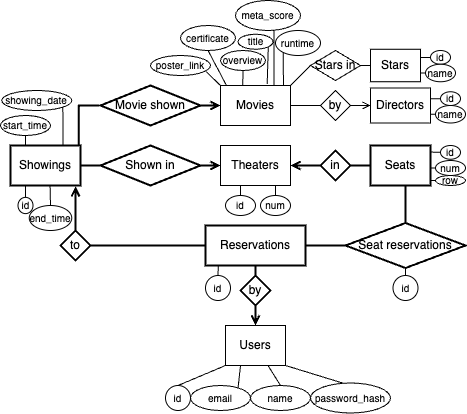 meta_score
certificate
title
runtime
poster_link
overview
Stars in
Stars
id
name
showing_date
Movie shown
Movies
by
Directors
id
name
start_time
Showings
Shown in
Theaters
in
Seats
id
num
row
id
end_time
id
num
to
Reservations
Seat reservations
id
by
id
Users
id
email
name
password_hash